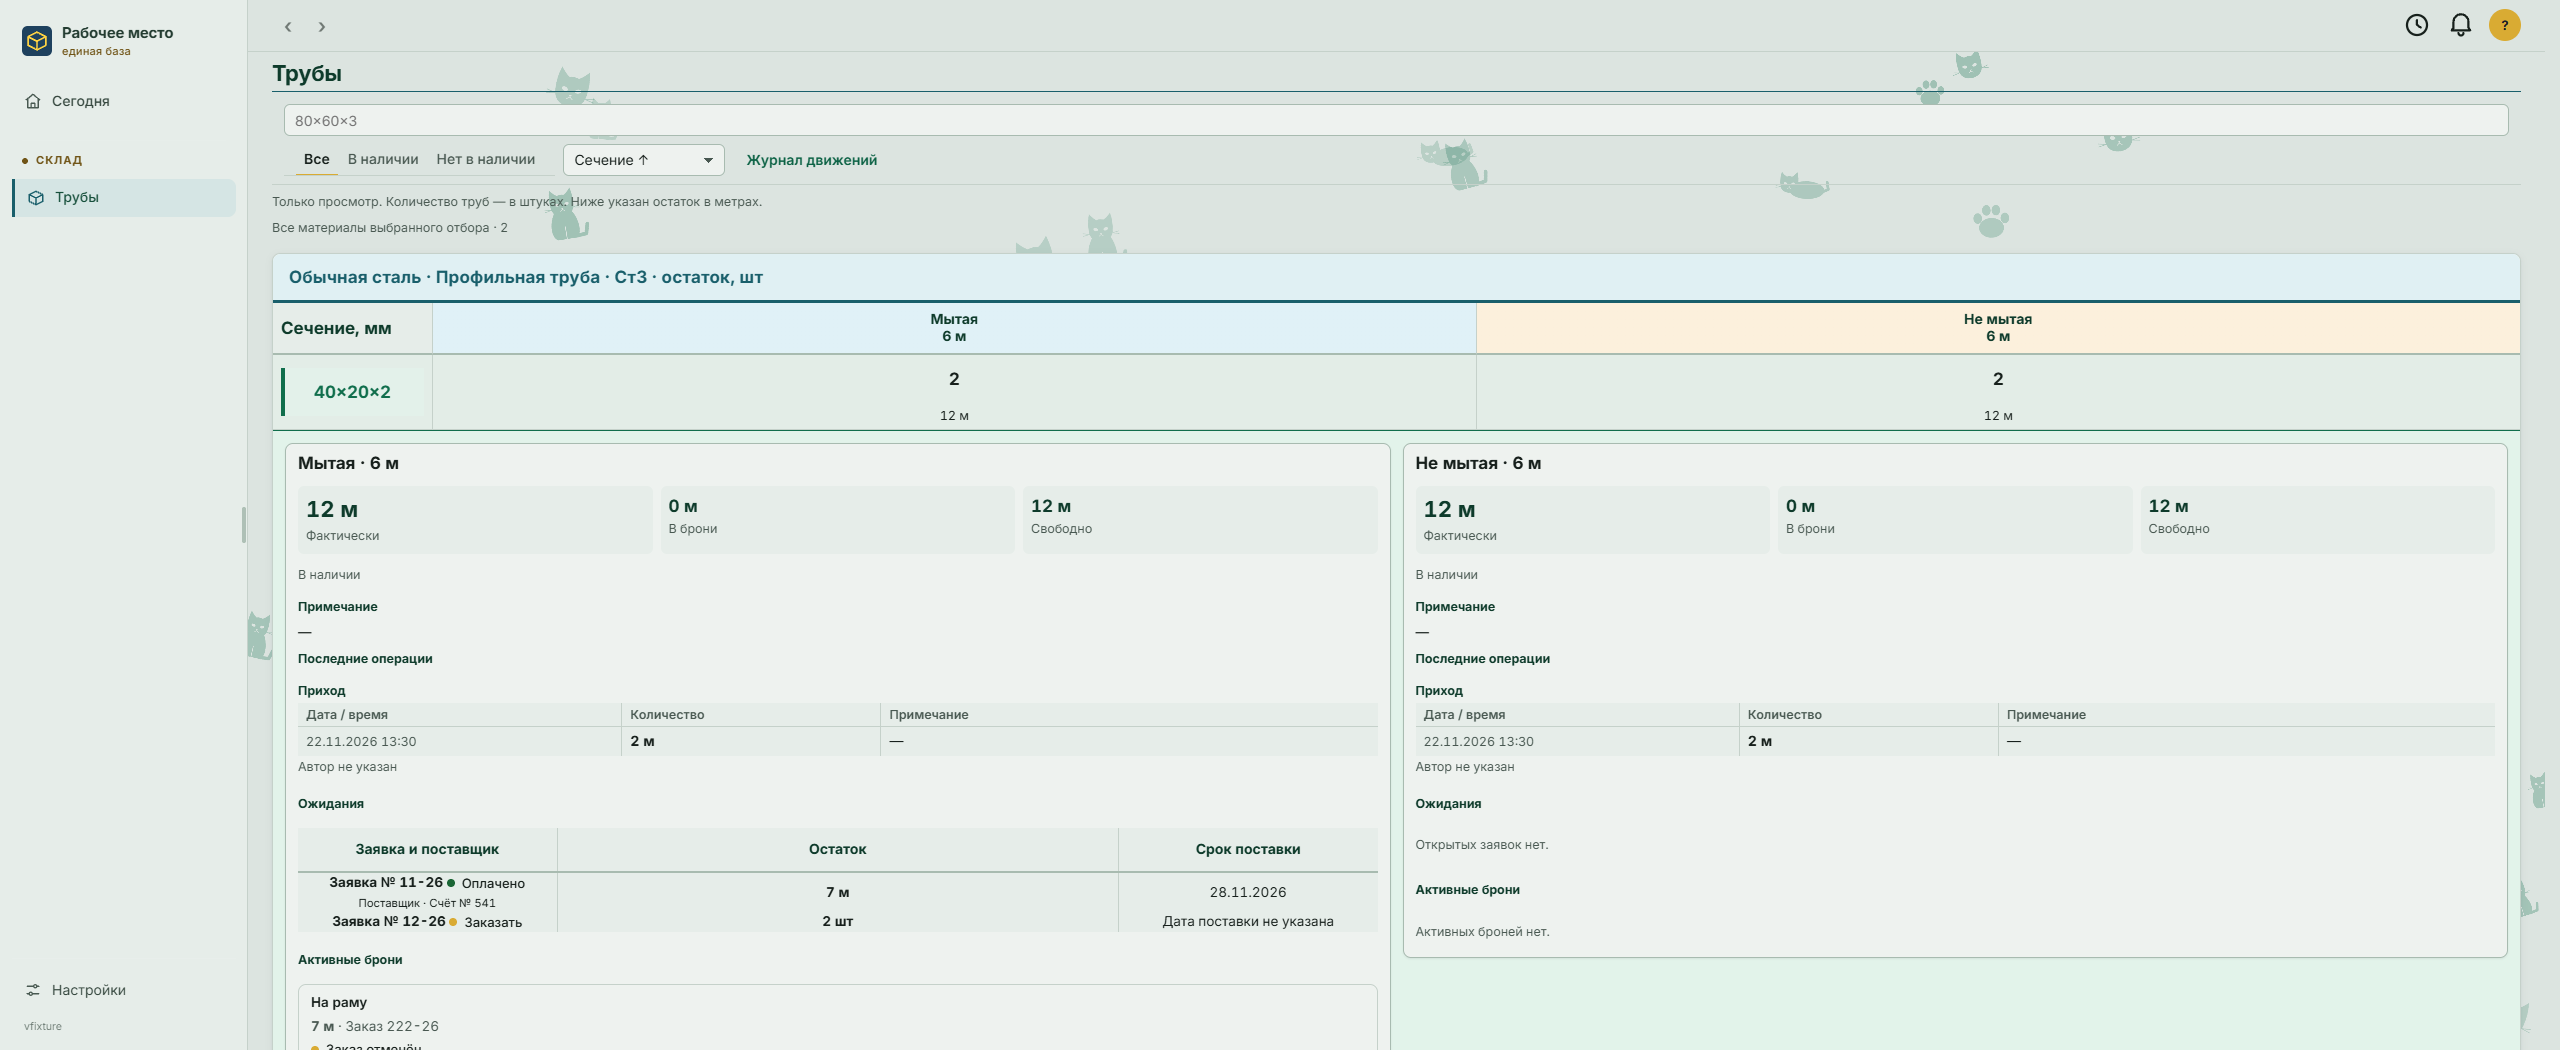 Рабочее место
единая база
Сегодня
СКЛАД
Трубы
Настройки
vfixture
?
Трубы
80×60×3
Все В наличии Нет в наличии Сечение ↑ Журнал движений
Только просмотр. Количество труб — в штуках. Ниже указан остаток в метрах.
Все материалы выбранного отбора · 2
Обычная сталь · Профильная труба · Ст3 · остаток, шт
Сечение, мм
Мытая
6 м
Не мытая
6 м
40×20×2
2
12 м
2
12 м
Мытая · 6 м
12 м
Фактически
0 м
В брони
12 м
Свободно
В наличии
Примечание
—
Последние операции
Приход
Дата / время Количество Примечание
22.11.2026 13:30 2 м —
Автор не указан
Ожидания
Заявка и поставщик Остаток Срок поставки
Заявка № 11-26 Оплачено
Поставщик · Счёт № 541
7 м 28.11.2026
Заявка № 12-26 Заказать
2 шт Дата поставки не указана
Активные брони
На раму
7 м · Заказ 222-26
Заказ отменён
Не мытая · 6 м
12 м
Фактически
0 м
В брони
12 м
Свободно
В наличии
Примечание
—
Последние операции
Приход
Дата / время Количество Примечание
22.11.2026 13:30 2 м —
Автор не указан
Ожидания
Открытых заявок нет.
Активные брони
Активных броней нет.